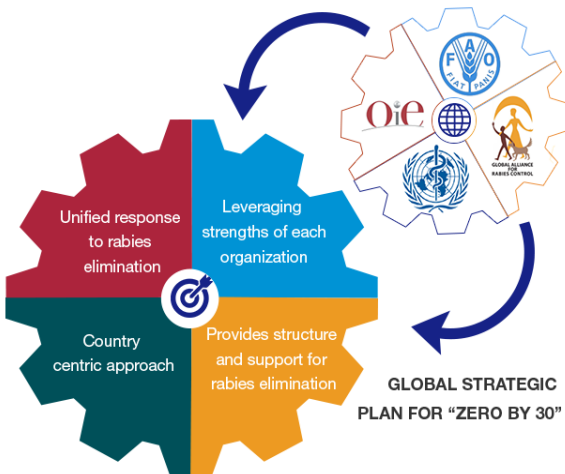 FAO
FIAT PANIS
OiE
GLOBAL ALLIANCE
FOR
RABIES CONTROL
Unified response
to rabies
elimination
Leveraging
strengths of each
organization
Country
centric approach
Provides structure
and support for
rabies elimination
GLOBAL STRATEGIC
PLAN FOR “ZERO BY 30”